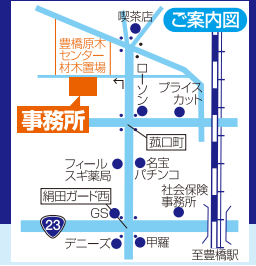 ご案内図
喫茶店
豊橋原木
センター
材木置場
ローソン
プライス
カット
事務所
菰口町
フィール
スギ薬局
名宝
パチンコ
絹田ガード西
社会保険
事務所
GS
23
デニーズ
甲羅
至豊橋駅